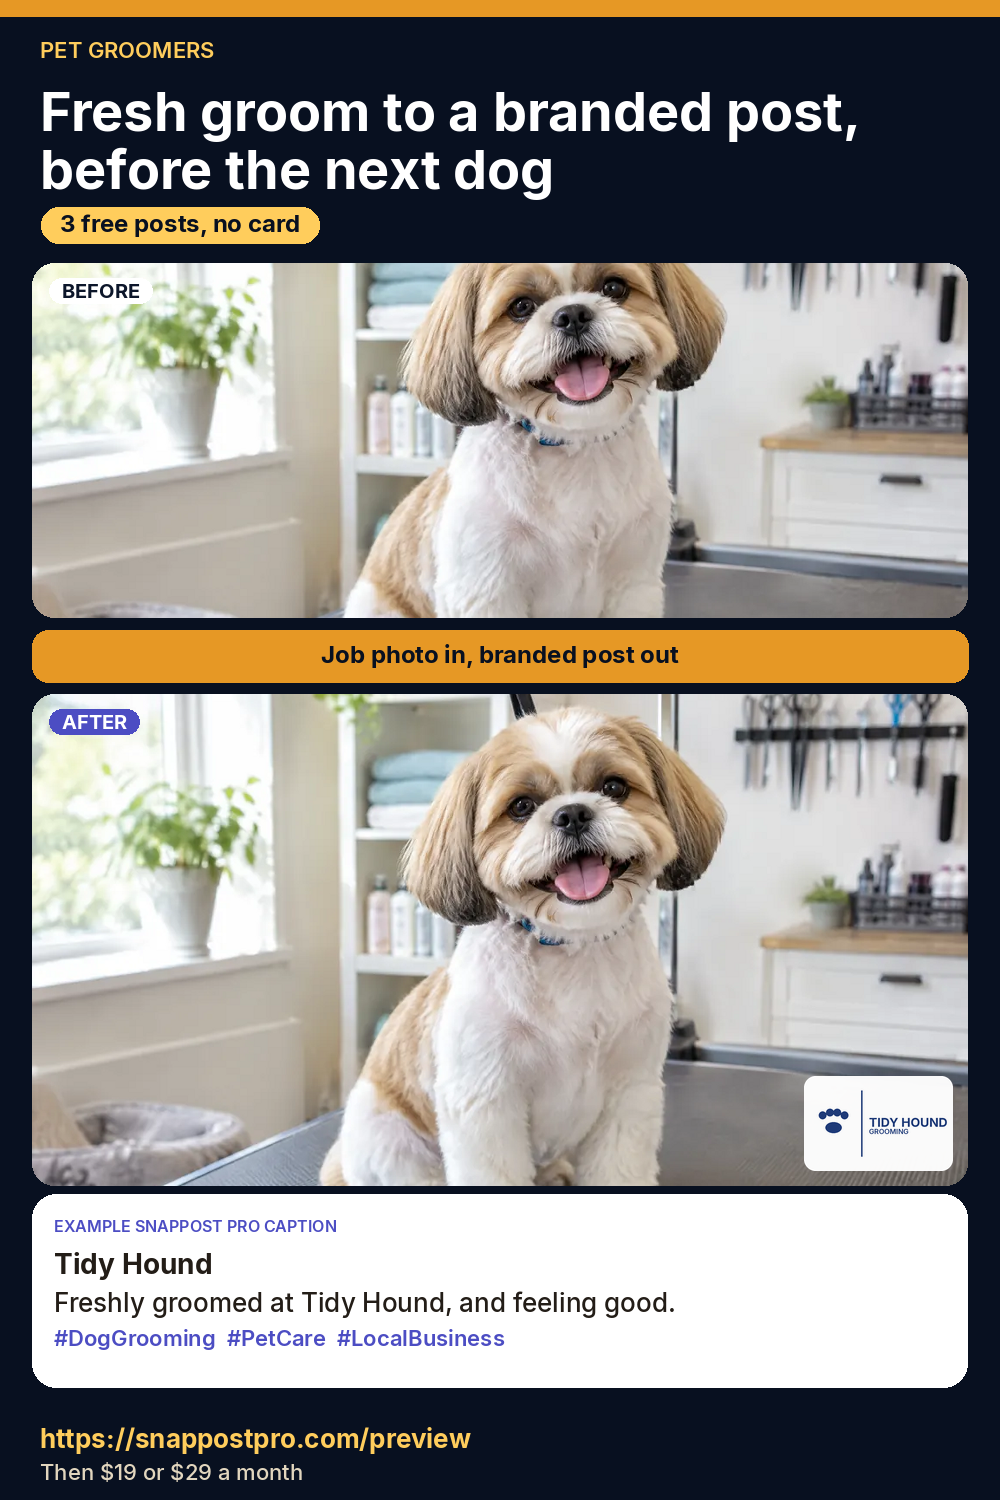 PET GROOMERS
Fresh groom to a branded post,
before the next dog
3 free posts, no card
BEFORE
Job photo in, branded post out
AFTER
TIDY HOUND
GROOMING
EXAMPLE SNAPPOST PRO CAPTION
Tidy Hound
Freshly groomed at Tidy Hound, and feeling good.
#DogGrooming #PetCare #LocalBusiness
https://snappostpro.com/preview
Then $19 or $29 a month